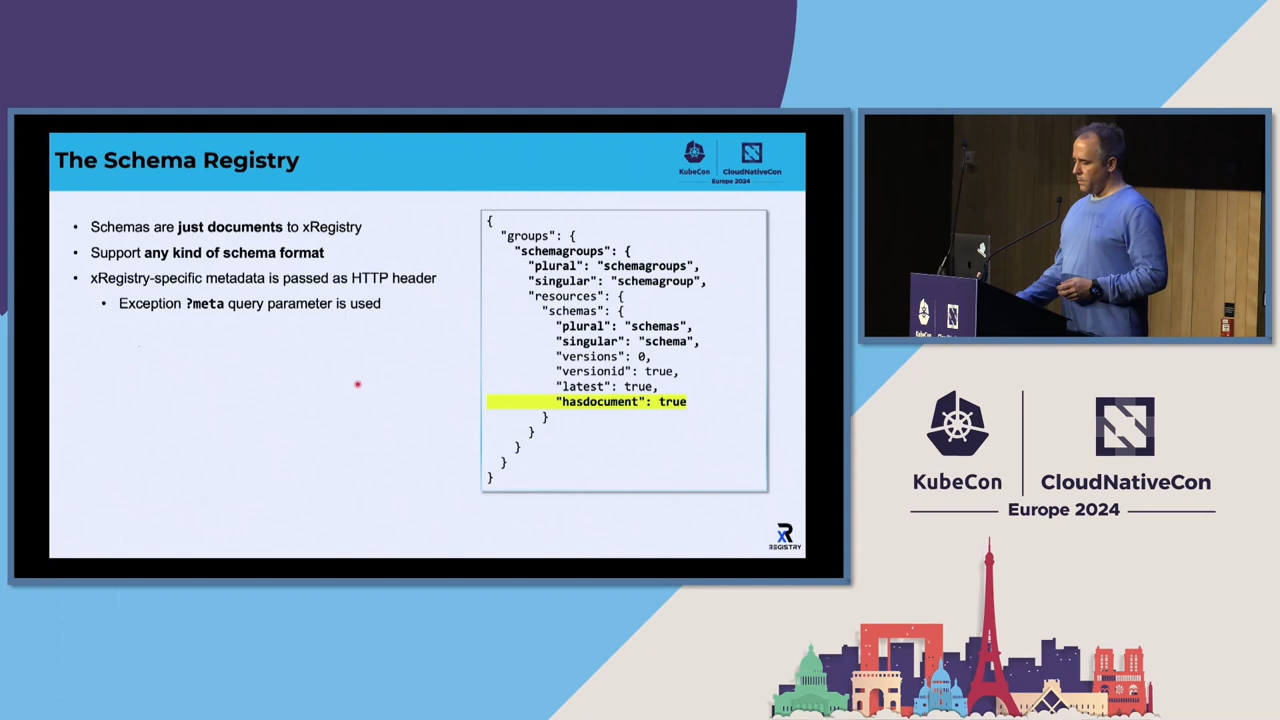 The Schema Registry
KubeCon
CloudNativeCon
Europe 2024
• Schemas are just documents to xRegistry
• Support any kind of schema format
• xRegistry-specific metadata is passed as HTTP header
• Exception ?meta query parameter is used
{
"groups": {
"schemagroups": {
"plural": "schemagroups",
"singular": "schemagroup",
"resources": {
"schemas": {
"plural": "schemas",
"singular": "schema",
"versions": 0,
"versionid": true,
"latest": true,
"hasdocument": true
}
}
}
}
}
xR
REGISTRY
KubeCon
CloudNativeCon
Europe 2024